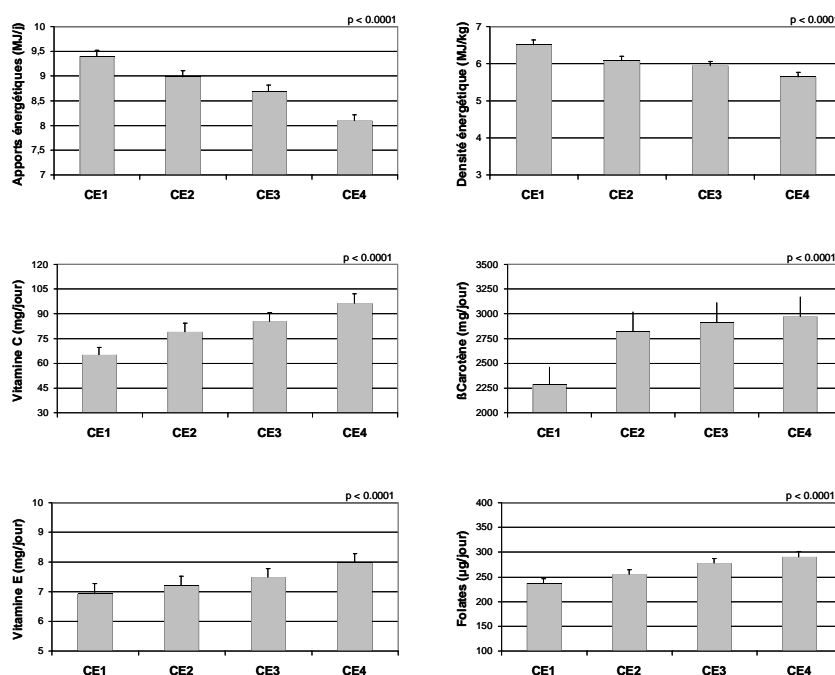 p < 0.0001
Apports énergétiques (MJ/j)
10
9,5
9
8,5
8
7,5
7
CE1 CE2 CE3 CE4
p < 0.0001
Densité énergétique (MJ/kg)
7
6
5
4
3
CE1 CE2 CE3 CE4
p < 0.0001
Vitamine C (mg/jour)
120
105
90
75
60
45
30
CE1 CE2 CE3 CE4
p < 0.0001
ßCarotène (mg/jour)
3500
3250
3000
2750
2500
2250
2000
CE1 CE2 CE3 CE4
p < 0.0001
Vitamine E (mg/jour)
10
9
8
7
6
5
CE1 CE2 CE3 CE4
p < 0.0001
Folates (µg/jour)
400
350
300
250
200
150
100
CE1 CE2 CE3 CE4